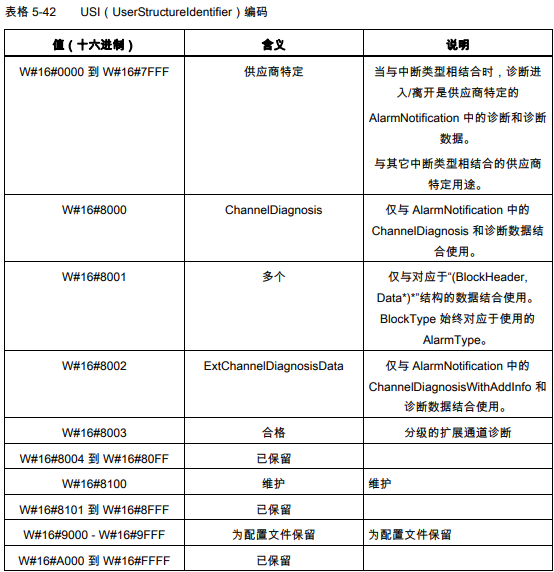 表格 5-42 USI（UserStructureIdentifier）编码
值（十六进制） 含义 说明
W#16#0000 到 W#16#7FFF 供应商特定 当与中断类型相结合时，诊断进
入/离开是供应商特定的
AlarmNotification 中的诊断和诊断
数据。
与其它中断类型相结合的供应商
特定用途。
W#16#8000 ChannelDiagnosis 仅与 AlarmNotification 中的
ChannelDiagnosis 和诊断数据结
合使用。
W#16#8001 多个 仅与对应于“(BlockHeader,
Data*)*”结构的数据结合使用。
BlockType 始终对应于使用的
AlarmType。
W#16#8002 ExtChannelDiagnosisData 仅与 AlarmNotification 中的
ChannelDiagnosisWithAddInfo 和
诊断数据结合使用。
W#16#8003 合格 分级的扩展通道诊断
W#16#8004 到 W#16#80FF 已保留
W#16#8100 维护 维护
W#16#8101 到 W#16#8FFF 已保留
W#16#9000 - W#16#9FFF 为配置文件保留 为配置文件保留
W#16#A000 到 W#16#FFFF 已保留